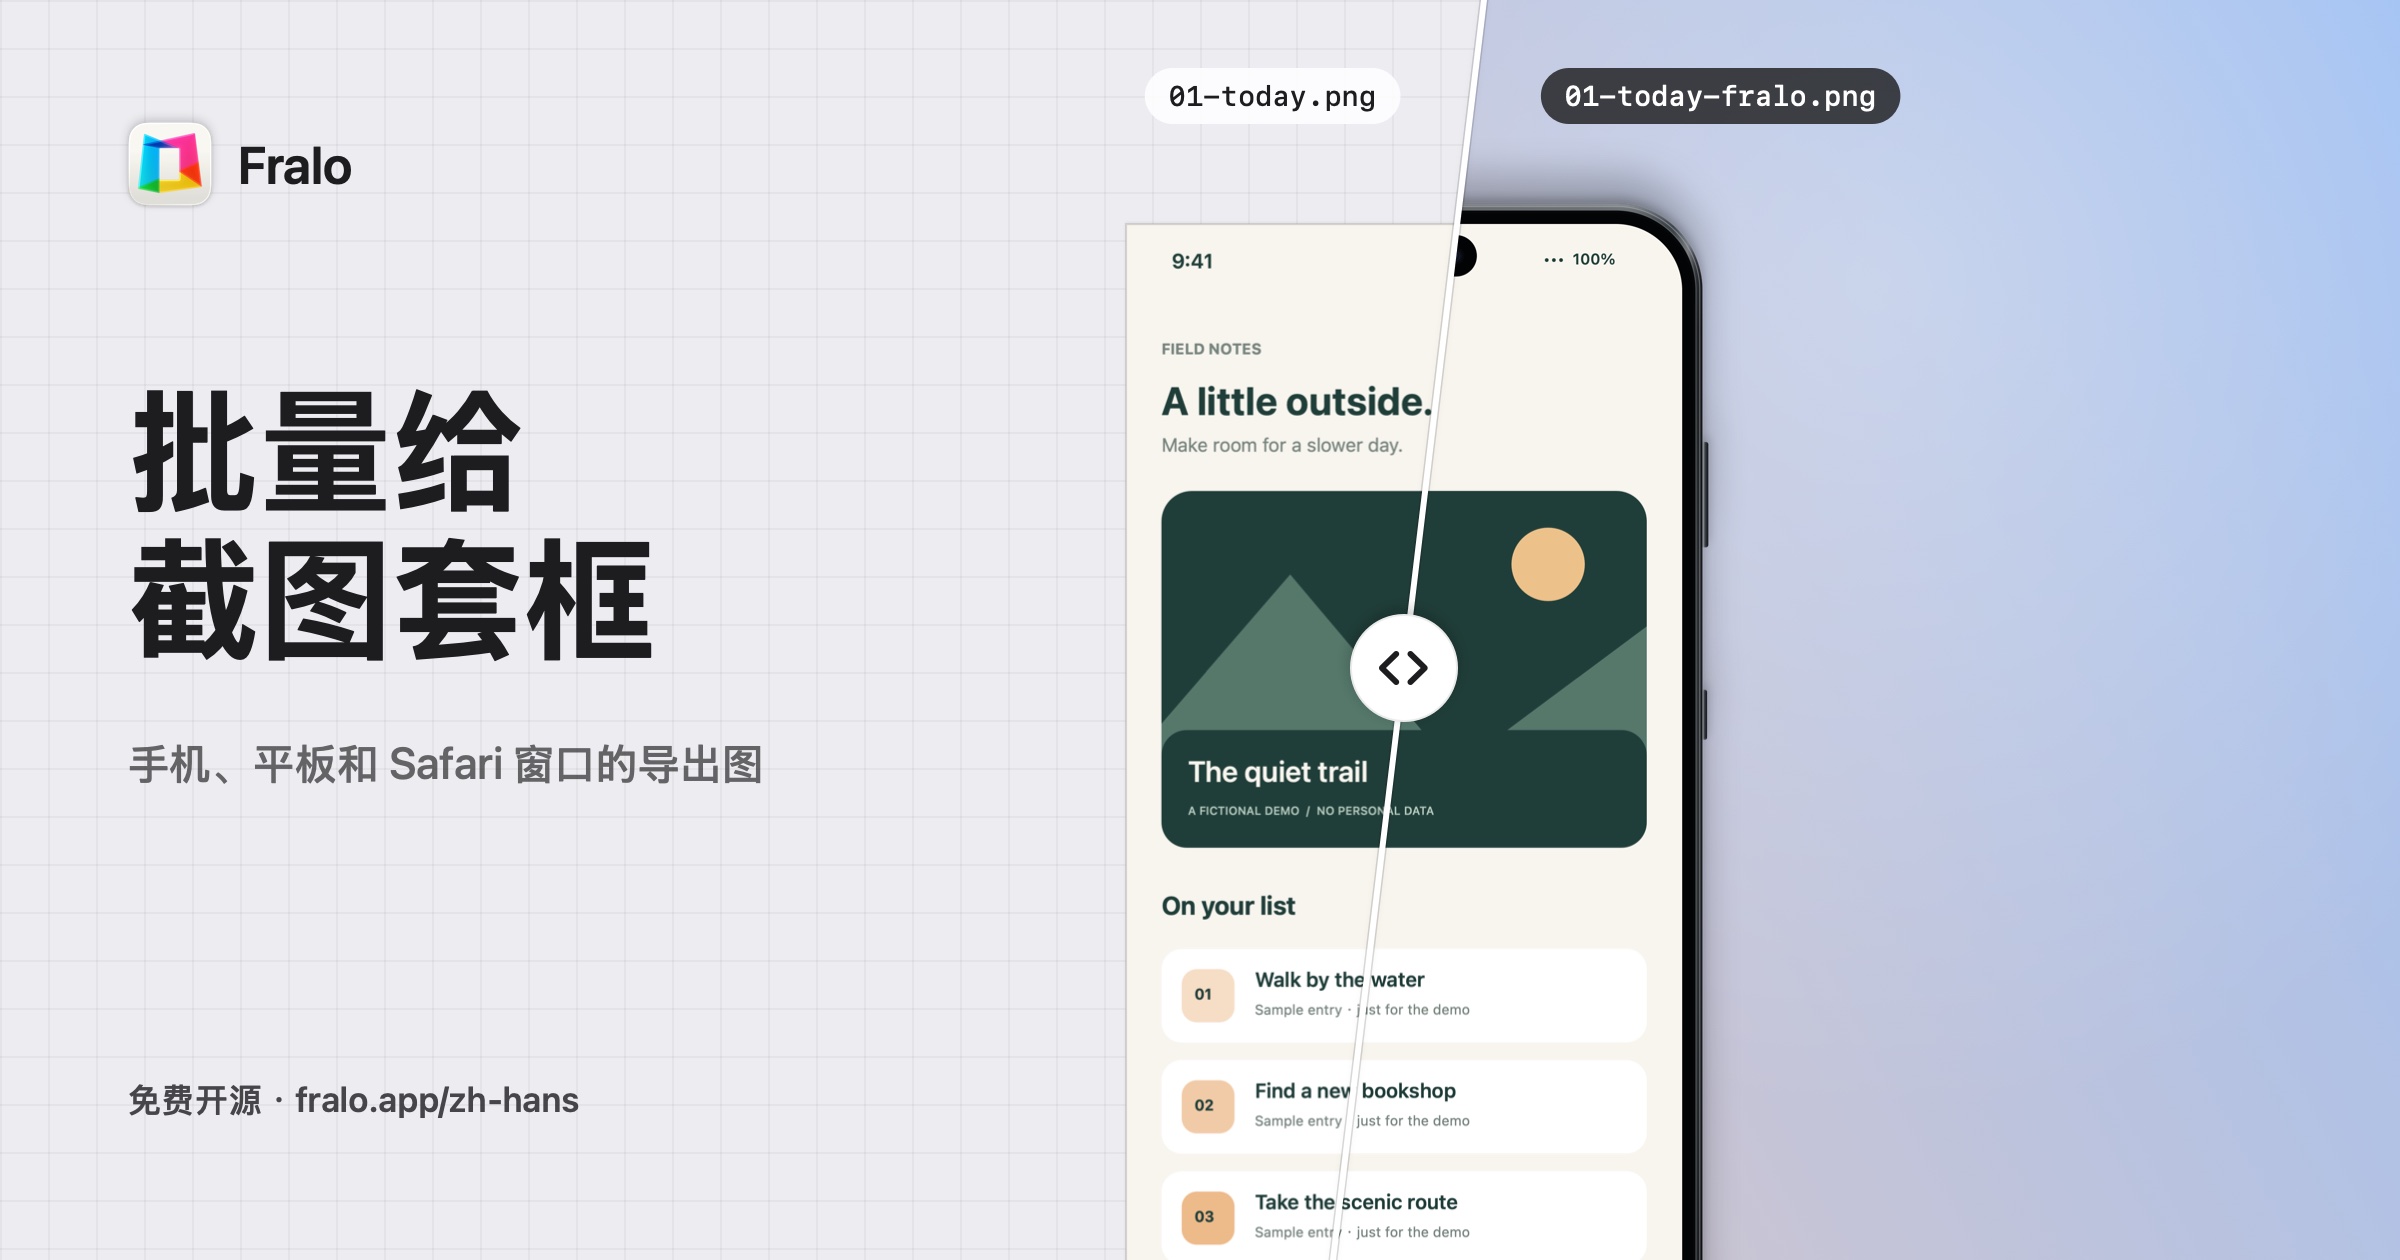 Fralo
批量给
截图套框
手机、平板和 Safari 窗口的导出图
免费开源 · fralo.app/zh-hans
01-today.png
01-today-fralo.png
9:41
••• 100%
FIELD NOTES
A little outside.
Make room for a slower day.
The quiet trail
A FICTIONAL DEMO / NO PERSONAL DATA
On your list
01
Walk by the water
Sample entry · just for the demo
02
Find a new bookshop
Sample entry · just for the demo
03
Take the scenic route
Sample entry · just for the demo